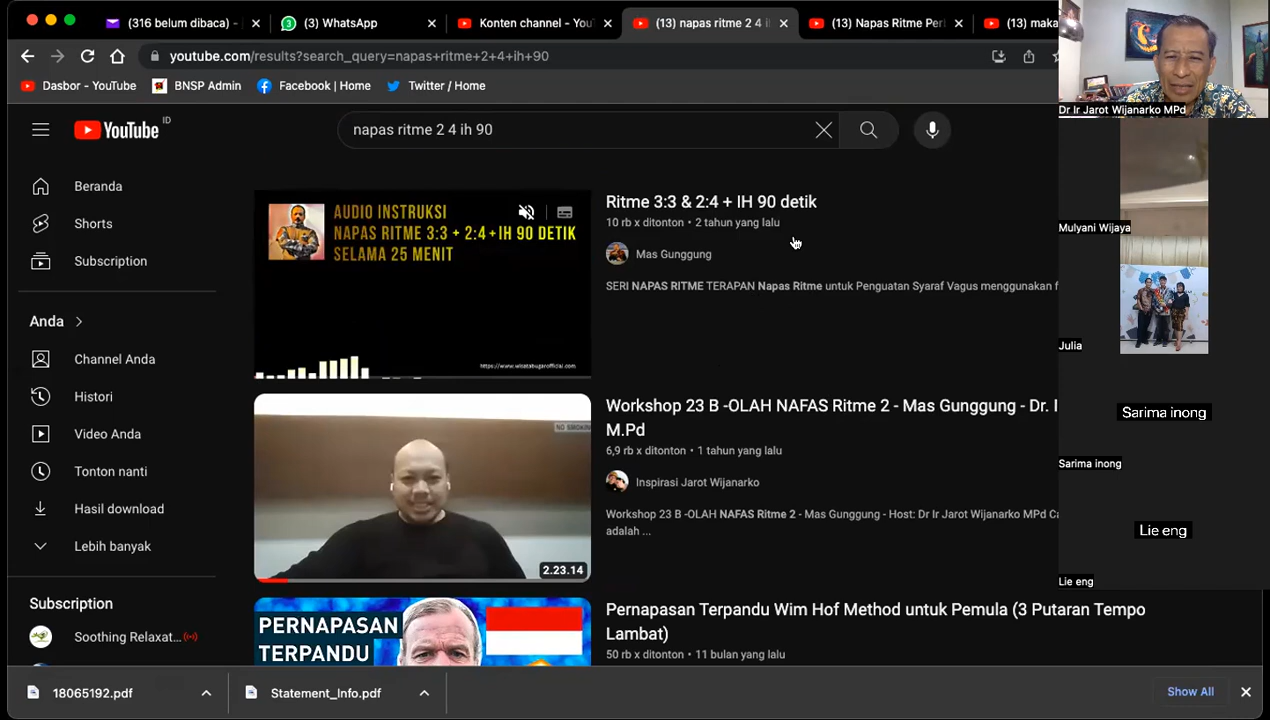 (316 belum dibaca) -
(3) WhatsApp
Konten channel - You
(13) napas ritme 2 4 ih
(13) Napas Ritme Per
(13) maka
youtube.com/results?search_query=napas+ritme+2+4+ih+90
Dasbor - YouTube
BNSP Admin
Facebook | Home
Twitter / Home
YouTube ID
napas ritme 2 4 ih 90
Beranda
Shorts
Subscription
Anda
Channel Anda
Histori
Video Anda
Tonton nanti
Hasil download
Lebih banyak
Subscription
Soothing Relaxat...
AUDIO INSTRUKSI
NAPAS RITME 3:3 + 2:4 +IH 90 DETIK
SELAMA 25 MENIT
https://www.wisatabugarofficial.com
Ritme 3:3 & 2:4 + IH 90 detik
10 rb x ditonton • 2 tahun yang lalu
Mas Gunggung
SERI NAPAS RITME TERAPAN Napas Ritme untuk Penguatan Syaraf Vagus menggunakan
2.23.14
Workshop 23 B -OLAH NAFAS Ritme 2 - Mas Gunggung - Dr.
M.Pd
6,9 rb x ditonton • 1 tahun yang lalu
Inspirasi Jarot Wijanarko
Workshop 23 B -OLAH NAFAS Ritme 2 - Mas Gunggung - Host: Dr Ir Jarot Wijanarko MPd Ca
adalah ...
PERNAPASAN
TERPANDU
Pernapasan Terpandu Wim Hof Method untuk Pemula (3 Putaran Tempo
Lambat)
50 rb x ditonton • 11 bulan yang lalu
Dr Ir Jarot Wijanarko MPd
Mulyani Wijaya
Julia
Sarima inong
Sarima inong
Lie eng
Lie eng
18065192.pdf
Statement_Info.pdf
Show All